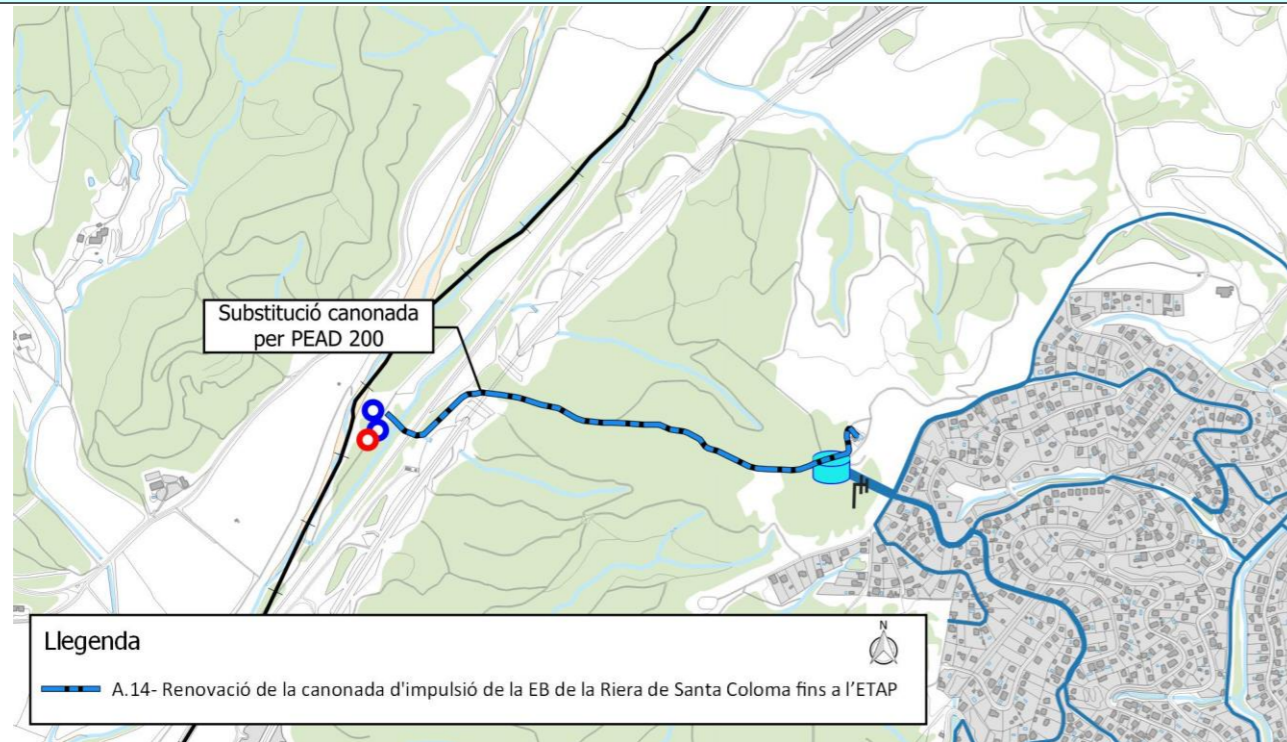 Substitució canonada
per PEAD 200
Llegenda
N
A.14- Renovació de la canonada d'impulsió de la EB de la Riera de Santa Coloma fins a l’ETAP